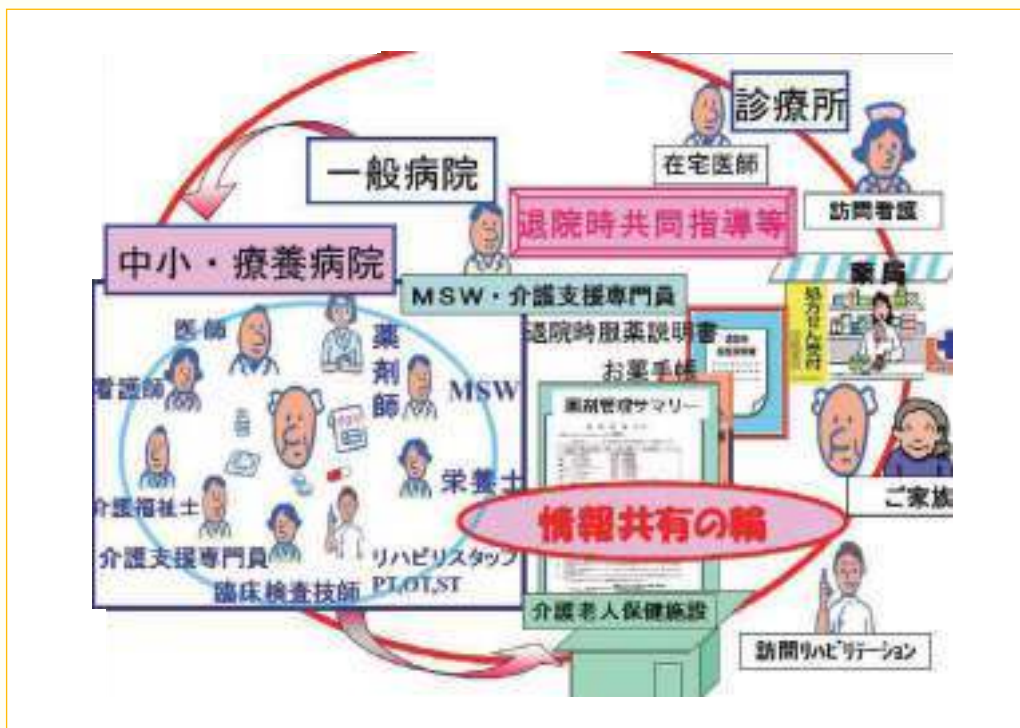 診療所
在宅医師
訪問看護
一般病院
退院時共同指導等
中小・療養病院
MSW・介護支援専門員
薬局
処方せん受付
医師
薬剤師
看護師
MSW
退院時服薬説明書
お薬手帳
薬剤管理サマリー
栄養士
介護福祉士
介護支援専門員
臨床検査技師
リハビリスタッフ
PT,OT,ST
情報共有の輪
ご家族
介護老人保健施設
訪問リハビリテーション